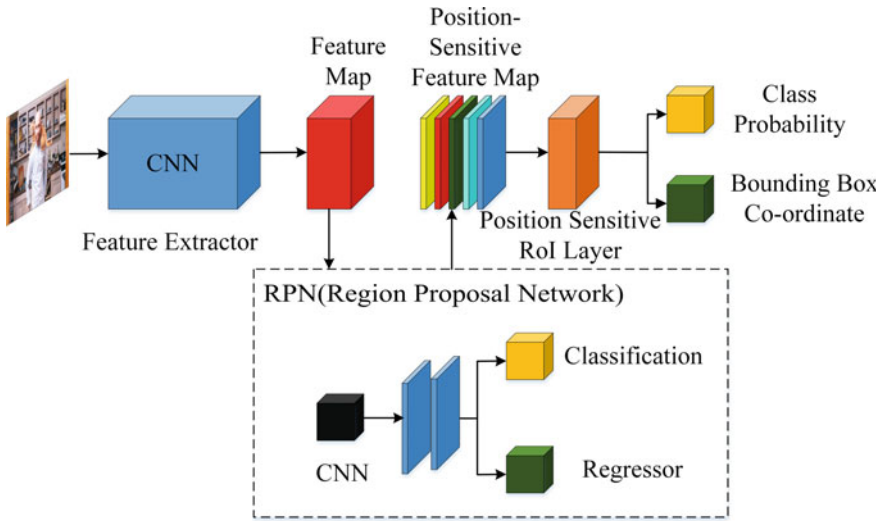 Feature
Map
Position-
Sensitive
Feature Map
CNN
Feature Extractor
Class
Probability
Bounding Box
Co-ordinate
Position Sensitive
RoI Layer
RPN(Region Proposal Network)
CNN
Classification
Regressor